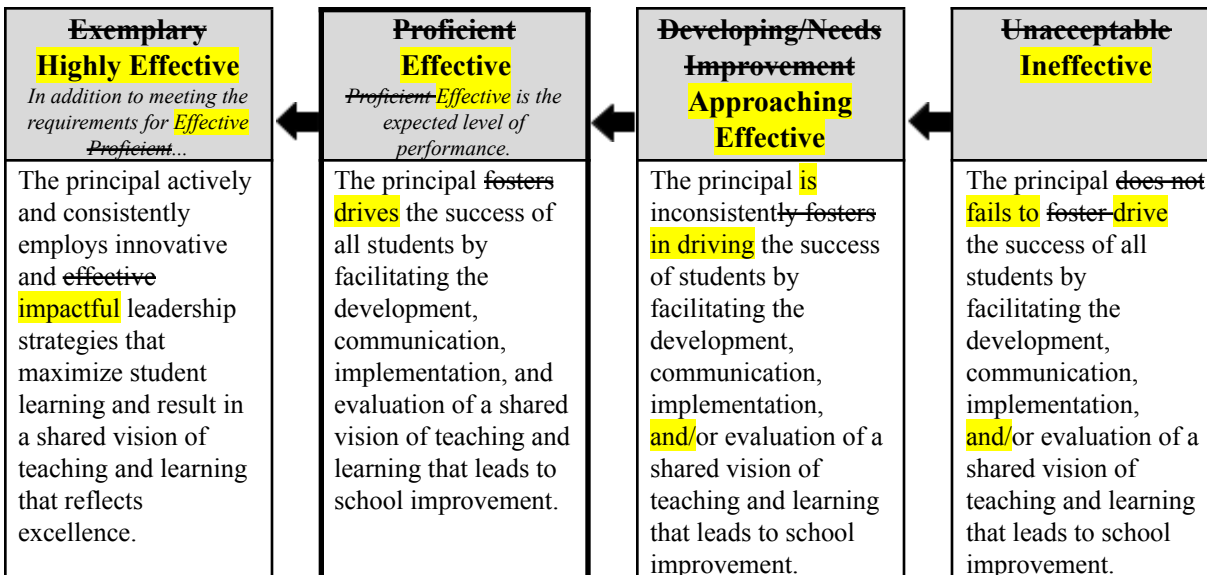 Exemplary
Highly Effective
In addition to meeting the
requirements for Effective
Proficient...
The principal actively
and consistently
employs innovative
and effective
impactful leadership
strategies that
maximize student
learning and result in
a shared vision of
teaching and learning
that reflects
excellence.
Proficient
Effective
Proficient Effective is the
expected level of
performance.
The principal fosters
drives the success of
all students by
facilitating the
development,
communication,
implementation, and
evaluation of a shared
vision of teaching and
learning that leads to
school improvement.
Developing/Needs
Improvement
Approaching
Effective
The principal is
inconsistently fosters
in driving the success
of students by
facilitating the
development,
communication,
implementation,
and/or evaluation of a
shared vision of
teaching and learning
that leads to school
improvement.
Unacceptable
Ineffective
The principal does not
fails to foster drive
the success of all
students by
facilitating the
development,
communication,
implementation,
and/or evaluation of a
shared vision of
teaching and learning
that leads to school
improvement.